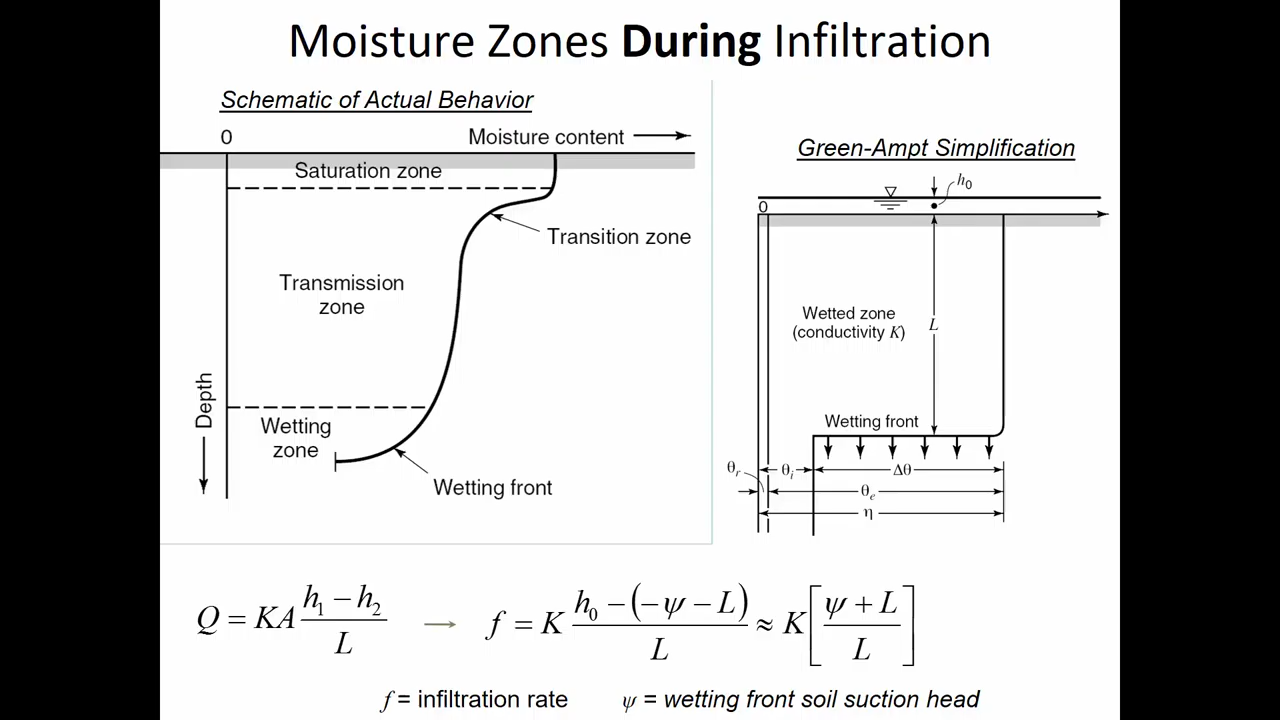 Moisture Zones During Infiltration
Schematic of Actual Behavior
0
Moisture content
Saturation zone
Transition zone
Transmission
zone
Depth
Wetting
zone
Wetting front
Green-Ampt Simplification
h₀
0
Wetted zone
(conductivity K)
L
Wetting front
θᵣ
θᵢ
Δθ
θₑ
η
Q = KA (h₁ − h₂)/L → f = K (h₀ − (−ψ − L))/L ≈ K[(ψ + L)/L]
f = infiltration rate
ψ = wetting front soil suction head